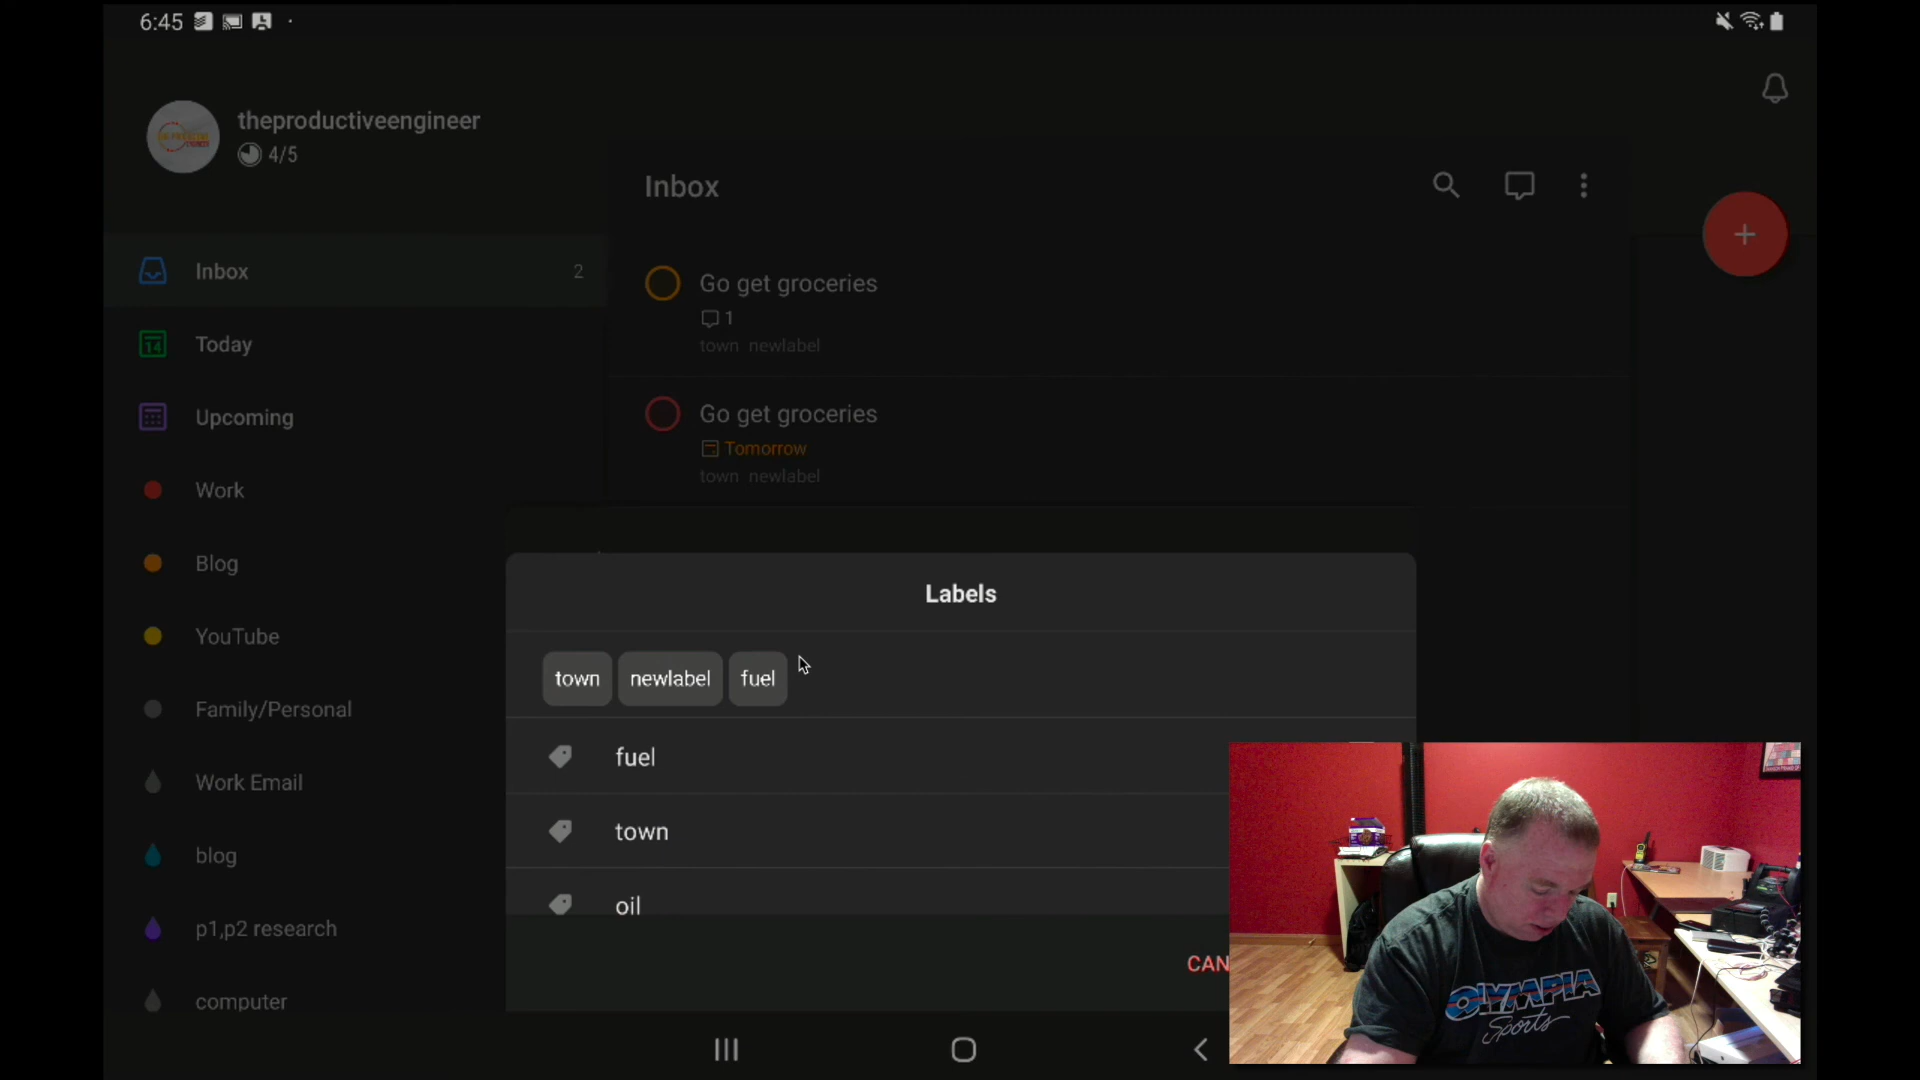 6:45
theproductiveengineer
4/5
Inbox
Inbox 2
Today
14
Upcoming
Work
Blog
YouTube
Family/Personal
Work Email
blog
p1,p2 research
computer
Go get groceries
1
town newlabel
Go get groceries
Tomorrow
town newlabel
Labels
town newlabel fuel
fuel
town
oil
CAN
OLYMPIA
Sports